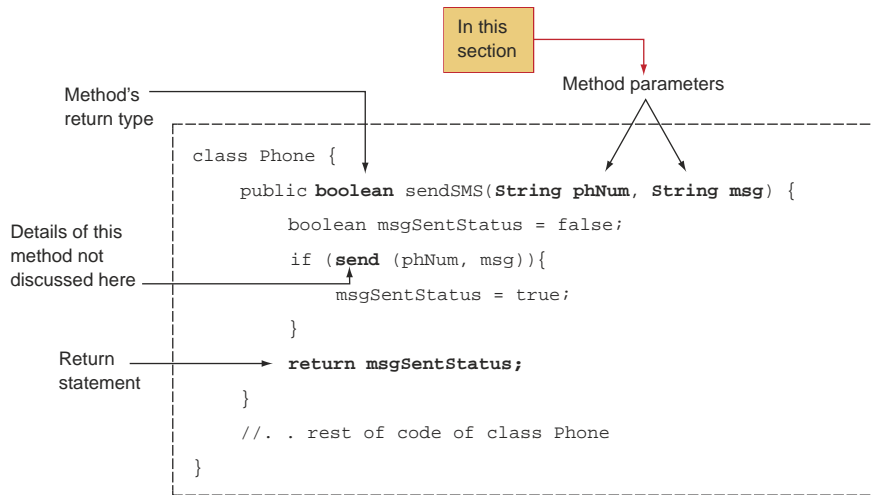 In this
section
Method parameters
Method's
return type
class Phone {
public boolean sendSMS(String phNum, String msg) {
boolean msgSentStatus = false;
Details of this
method not
discussed here
if (send (phNum, msg)){
msgSentStatus = true;
}
Return
statement
return msgSentStatus;
}
//. . rest of code of class Phone
}